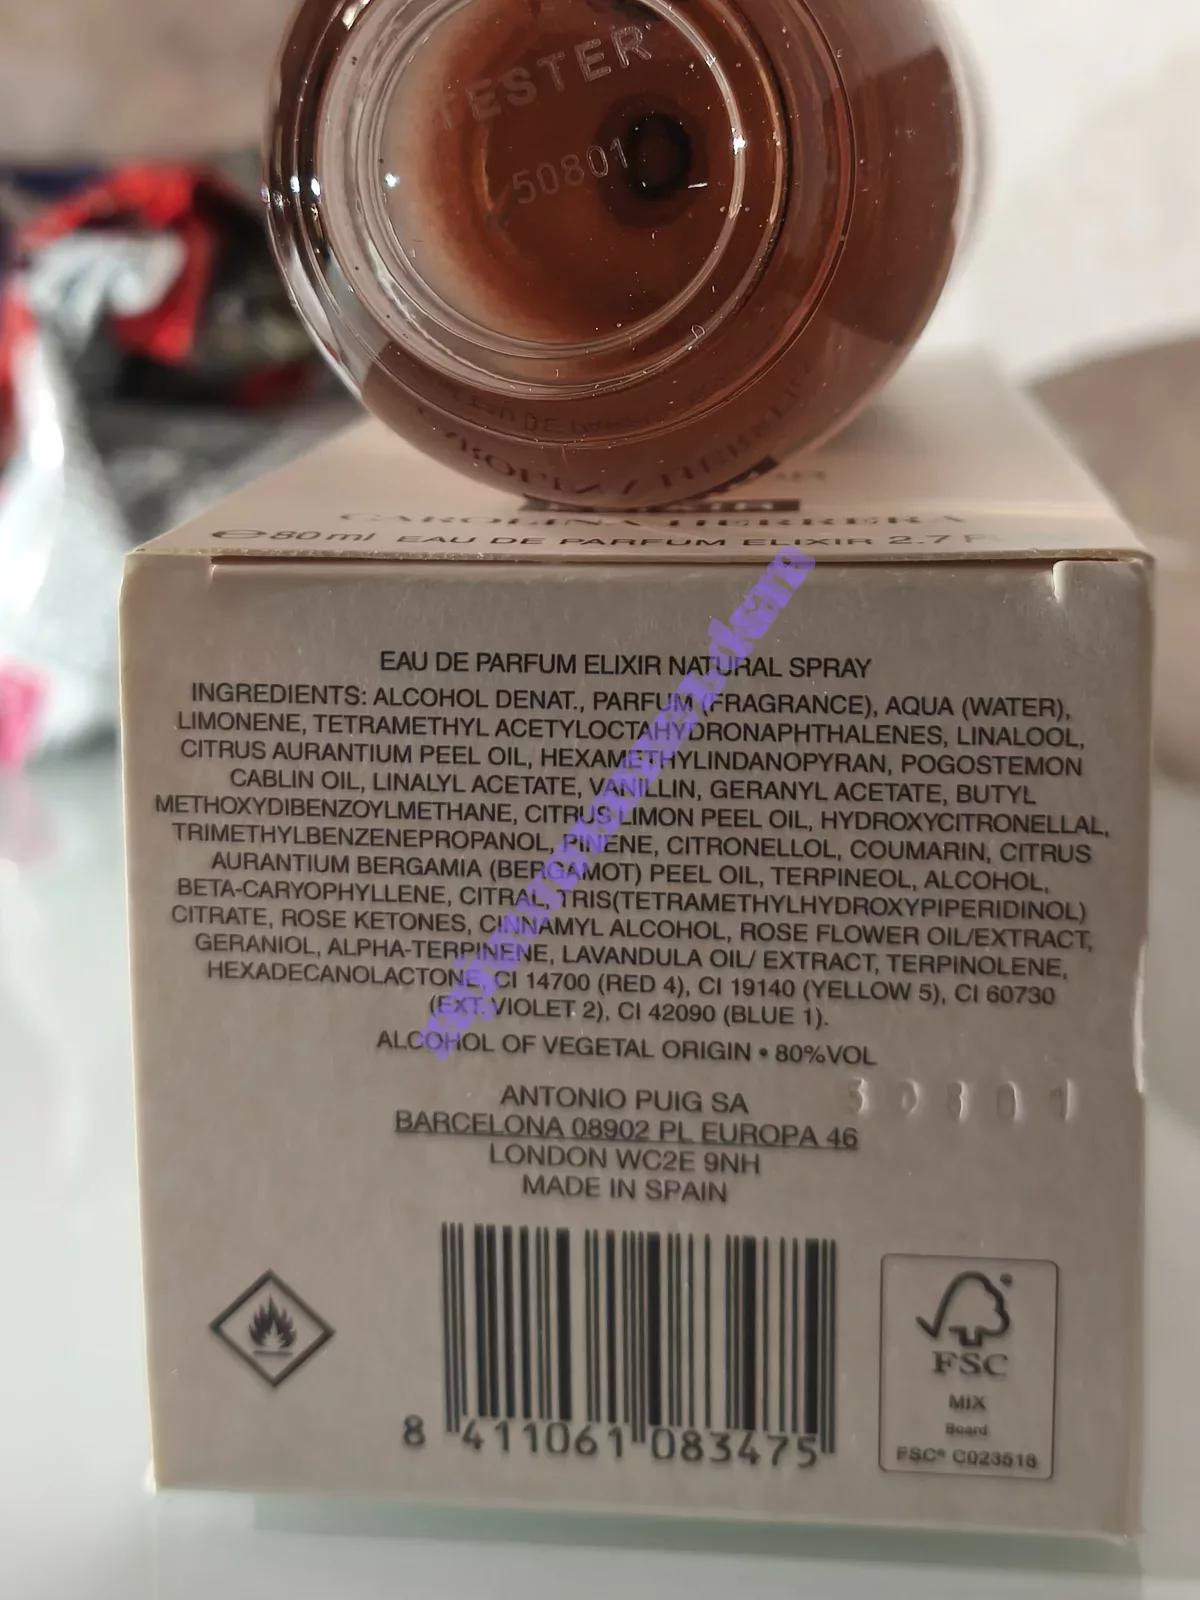 TESTER
50801
CAROLINA HERRERA
80ml EAU DE PARFUM ELIXIR 2.7
EAU DE PARFUM ELIXIR NATURAL SPRAY
INGREDIENTS: ALCOHOL DENAT., PARFUM (FRAGRANCE), AQUA (WATER),
LIMONENE, TETRAMETHYL ACETYLOCTAHYDRONAPHTHALENES, LINALOOL,
CITRUS AURANTIUM PEEL OIL, HEXAMETHYLINDANOPYRAN, POGOSTEMON
CABLIN OIL, LINALYL ACETATE, VANILLIN, GERANYL ACETATE, BUTYL
METHOXYDIBENZOYLMETHANE, CITRUS LIMON PEEL OIL, HYDROXYCITRONELLAL,
TRIMETHYLBENZENEPROPANOL, PINENE, CITRONELLOL, COUMARIN, CITRUS
AURANTIUM BERGAMIA (BERGAMOT) PEEL OIL, TERPINEOL, ALCOHOL,
BETA-CARYOPHYLLENE, CITRAL, TRIS(TETRAMETHYLHYDROXYPIPERIDINOL)
CITRATE, ROSE KETONES, CINNAMYL ALCOHOL, ROSE FLOWER OIL/EXTRACT,
GERANIOL, ALPHA-TERPINENE, LAVANDULA OIL/ EXTRACT, TERPINOLENE,
HEXADECANOLACTONE, CI 14700 (RED 4), CI 19140 (YELLOW 5), CI 60730
(EXT. VIOLET 2), CI 42090 (BLUE 1).
ALCOHOL OF VEGETAL ORIGIN • 80%VOL
50801
ANTONIO PUIG SA
BARCELONA 08902 PL EUROPA 46
LONDON WC2E 9NH
MADE IN SPAIN
8 411061 083475
FSC
MIX
Board
FSC® C023518